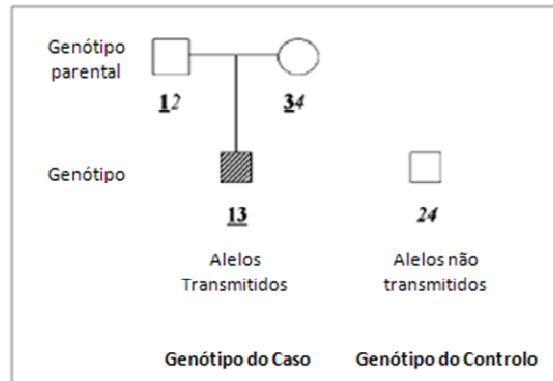 Genótipo
parental
12
34
Genótipo
13
24
Alelos
Transmitidos
Alelos não
transmitidos
Genótipo do Caso
Genótipo do Controlo